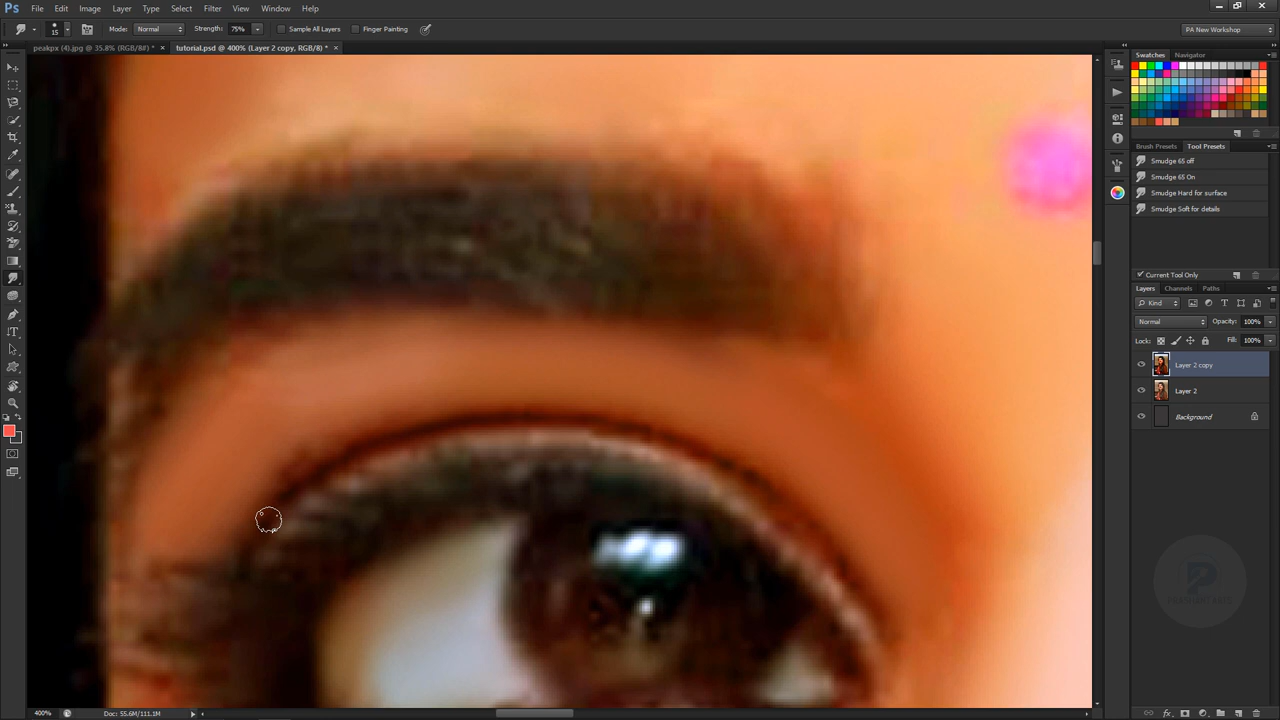 Ps File Edit Image Layer Type Select Filter View Window Help
15 Mode: Normal Strength: 75% Sample All Layers Finger Painting PA New Workshop
peakpx (4).jpg @ 35.8% (RGB/8#) * × tutorial.psd @ 400% (Layer 2 copy, RGB/8) * ×
Swatches Navigator
Brush Presets Tool Presets
Smudge 65 off
Smudge 65 On
Smudge Hard for surface
Smudge Soft for details
Current Tool Only
Layers Channels Paths
Kind
Normal Opacity: 100%
Lock: Fill: 100%
Layer 2 copy
Layer 2
Background
400% Doc: 55.6M/111.1M